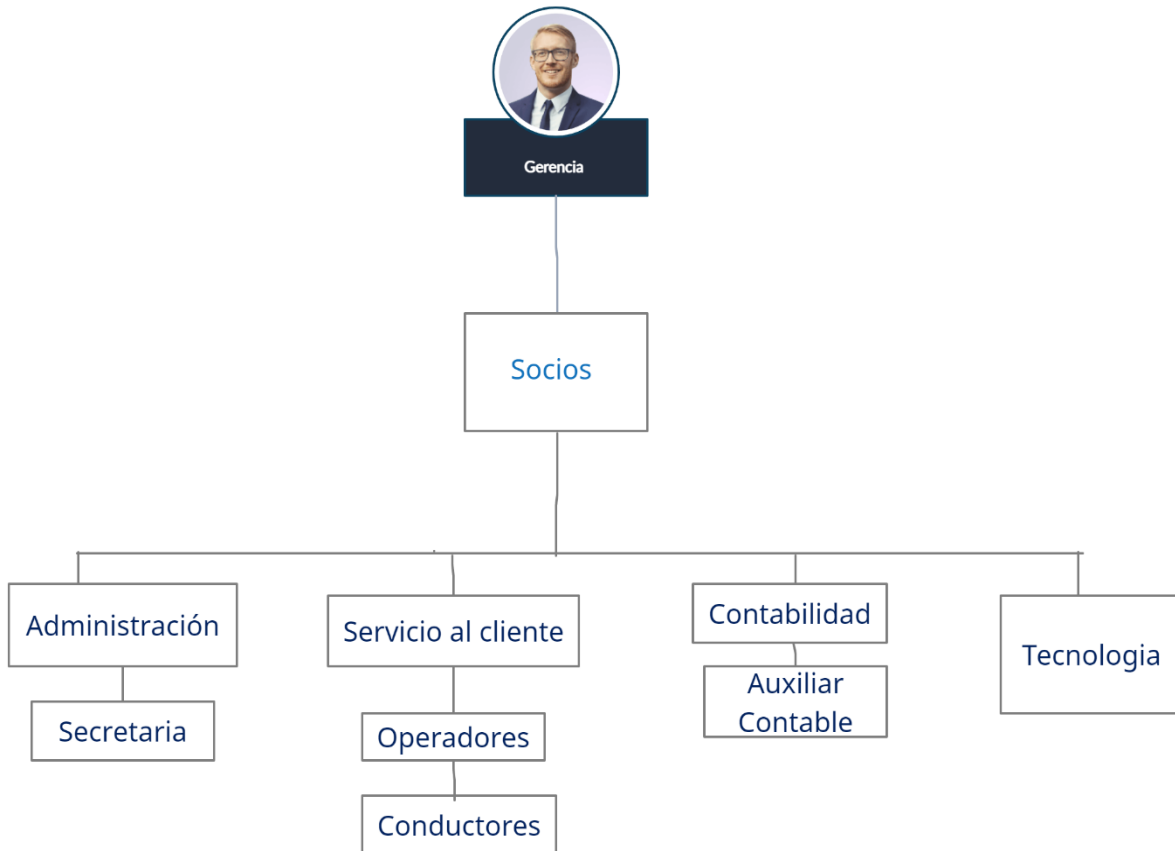 Gerencia
Socios
Administración
Secretaria
Servicio al cliente
Operadores
Conductores
Contabilidad
Auxiliar
Contable
Tecnologia